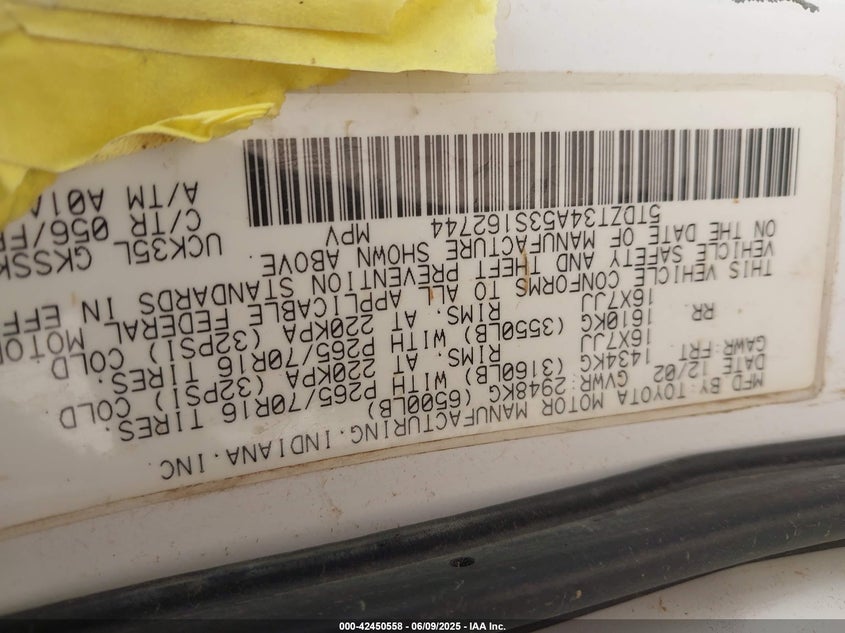 MFD.BY:TOYOTA MOTOR MANUFACTURING.INDIANA.INC.
DATE 12/02 GVWR:2948KG (6500LB)
GAWR:FRT. 1434KG (3160LB) WITH P265/70R16 TIRES.
16X7JJ RIMS. AT 220KPA (32PSI) COLD
RR. 1610KG (3550LB) WITH P265/70R16 TIRES.
16X7JJ RIMS. AT 220KPA (32PSI) COLD
THIS VEHICLE CONFORMS TO ALL APPLICABLE FEDERAL MOTOR
VEHICLE SAFETY AND THEFT PREVENTION STANDARDS IN EFF
ON THE DATE OF MANUFACTURE SHOWN ABOVE.
5TDZT34A53S162744 MPV
UCK35L GKSSK
C/TR 056/F
A/TM A01A
000-42450558 - 06/09/2025 - IAA Inc.